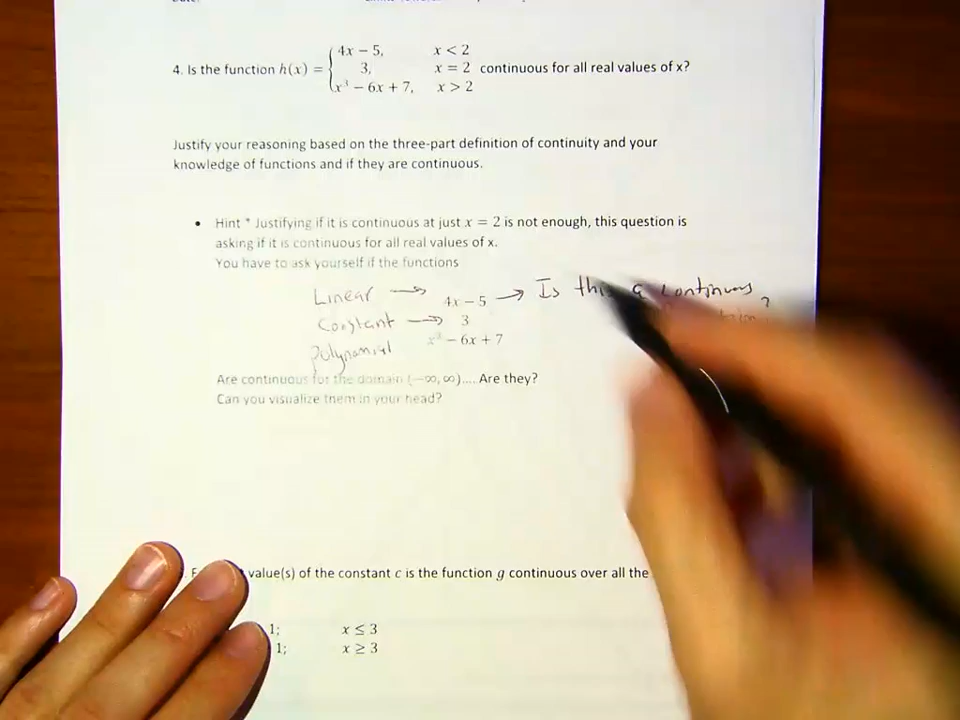 4. Is the function h(x) = { 4x − 5, x < 2
3, x = 2 continuous for all real values of x?
x³ − 6x + 7, x > 2
Justify your reasoning based on the three-part definition of continuity and your
knowledge of functions and if they are continuous.
• Hint * Justifying if it is continuous at just x = 2 is not enough, this question is
asking if it is continuous for all real values of x.
You have to ask yourself if the functions
Linear → 4x − 5 → Is this a continuous
Constant → 3 ?
Polynomial x³ − 6x + 7
Are continuous for the domain (−∞, ∞).... Are they?
Can you visualize them in your head?
value(s) of the constant c is the function g continuous over all the
1; x ≤ 3
1; x ≥ 3